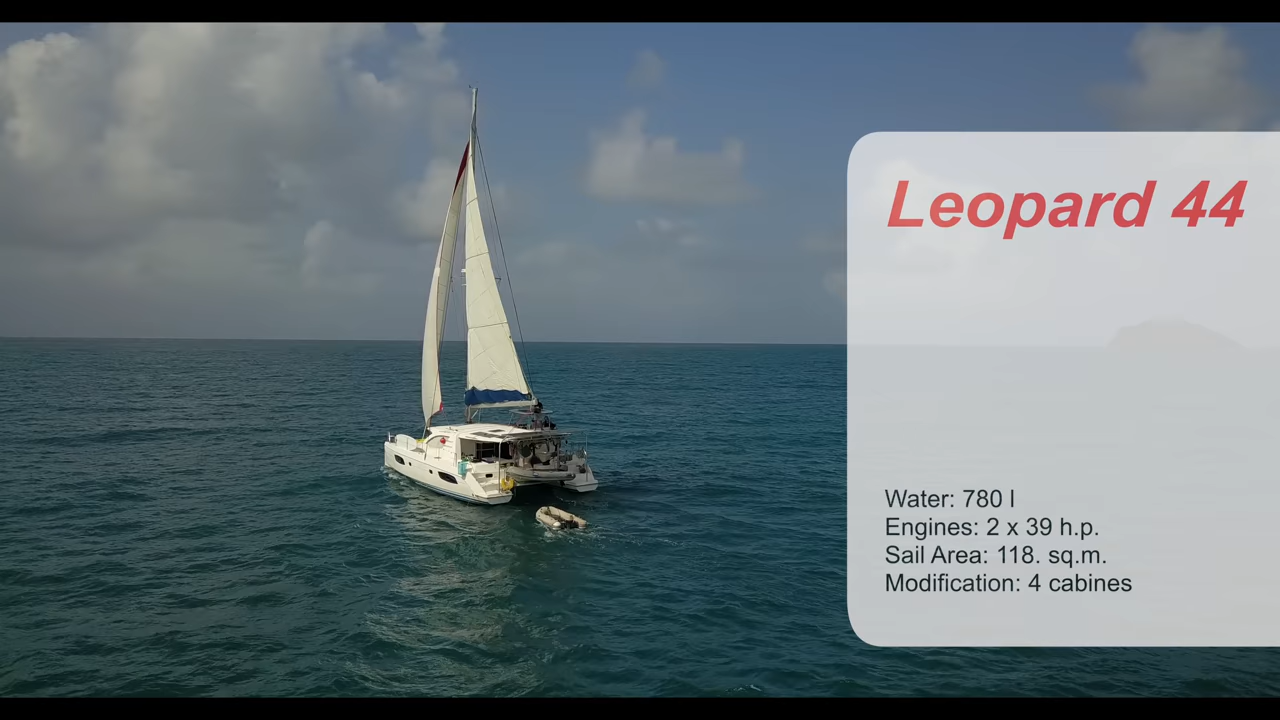 Leopard 44
Water: 780 l
Engines: 2 x 39 h.p.
Sail Area: 118. sq.m.
Modification: 4 cabines